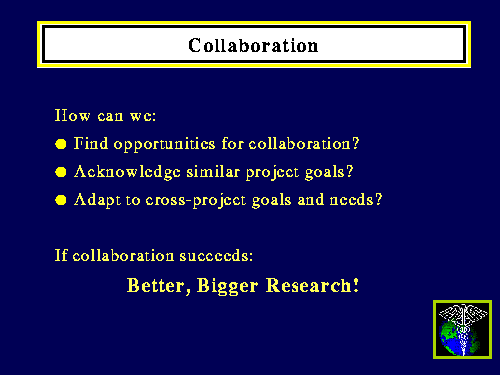 Collaboration
How can we:
● Find opportunities for collaboration?
● Acknowledge similar project goals?
● Adapt to cross-project goals and needs?
If collaboration succeeds:
Better, Bigger Research!